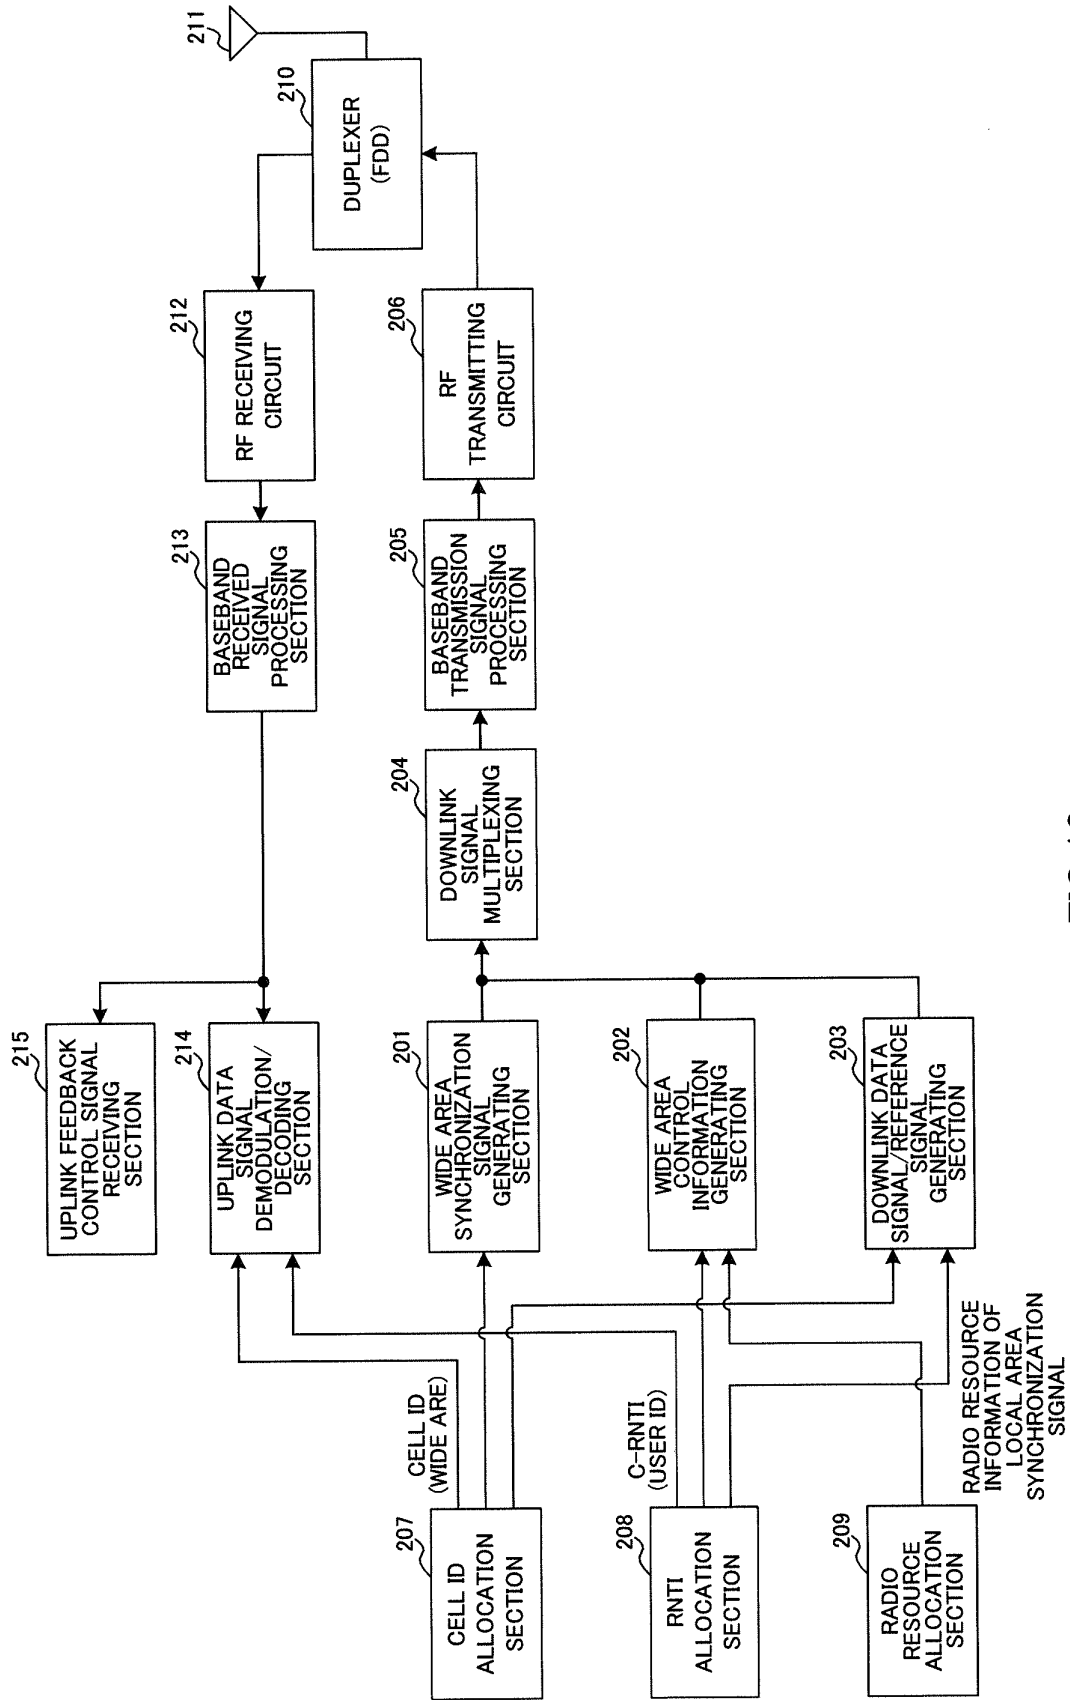 211
210
DUPLEXER
(FDD)
212
RF RECEIVING
CIRCUIT
206
RF
TRANSMITTING
CIRCUIT
213
BASEBAND
RECEIVED
SIGNAL
PROCESSING
SECTION
205
BASEBAND
TRANSMISSION
SIGNAL
PROCESSING
SECTION
204
DOWNLINK
SIGNAL
MULTIPLEXING
SECTION
215
UPLINK FEEDBACK
CONTROL SIGNAL
RECEIVING
SECTION
214
UPLINK DATA
SIGNAL
DEMODULATION/
DECODING
SECTION
201
WIDE AREA
SYNCHRONIZATION
SIGNAL
GENERATING
SECTION
202
WIDE AREA
CONTROL
INFORMATION
GENERATING
SECTION
203
DOWNLINK DATA
SIGNAL/REFERENCE
SIGNAL
GENERATING
SECTION
CELL ID
(WIDE ARE)
C-RNTI
(USER ID)
RADIO RESOURCE
INFORMATION OF
LOCAL AREA
SYNCHRONIZATION
SIGNAL
207
CELL ID
ALLOCATION
SECTION
208
RNTI
ALLOCATION
SECTION
209
RADIO
RESOURCE
ALLOCATION
SECTION